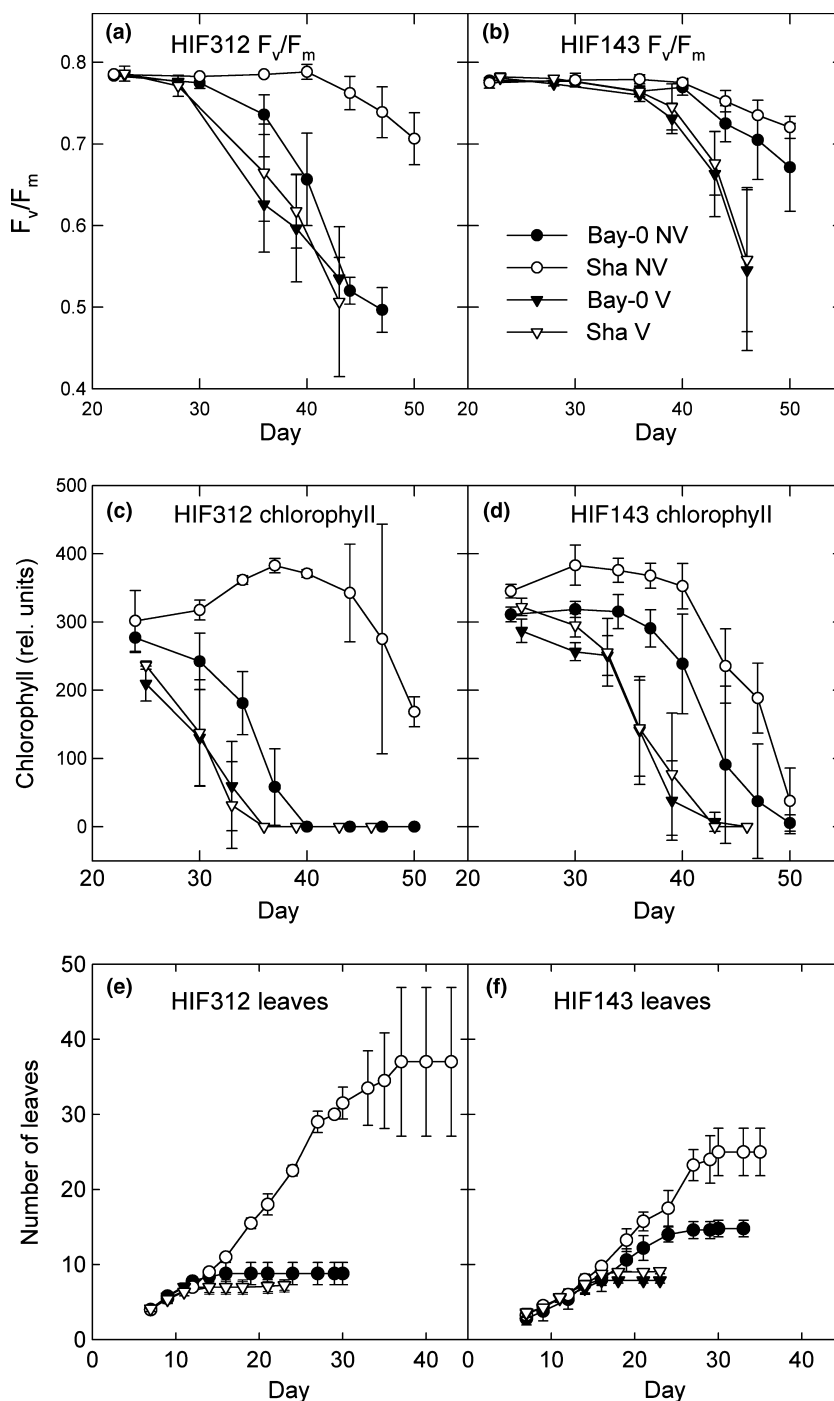 (a)
HIF312 Fv/Fm
(b)
HIF143 Fv/Fm
0.8
0.7
0.6
0.5
0.4
Fv/Fm
Bay-0 NV
Sha NV
Bay-0 V
Sha V
20
30
40
50
20
30
40
50
Day
Day
(c)
HIF312 chlorophyll
(d)
HIF143 chlorophyll
500
400
300
200
100
0
Chlorophyll (rel. units)
20
30
40
50
20
30
40
50
Day
Day
(e)
HIF312 leaves
(f)
HIF143 leaves
50
40
30
20
10
0
Number of leaves
0
10
20
30
40
0
10
20
30
40
Day
Day